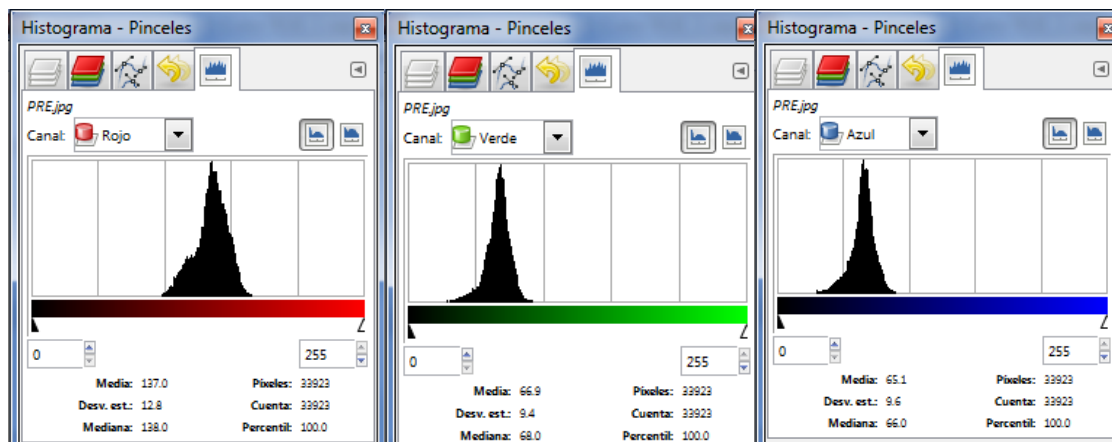 Histograma - Pinceles
PRE.jpg
Canal: Rojo
0 255
Media: 137.0 Píxeles: 33923
Desv. est.: 12.8 Cuenta: 33923
Mediana: 138.0 Percentil: 100.0
Histograma - Pinceles
PRE.jpg
Canal: Verde
0 255
Media: 66.9 Píxeles: 33923
Desv. est.: 9.4 Cuenta: 33923
Mediana: 68.0 Percentil: 100.0
Histograma - Pinceles
PRE.jpg
Canal: Azul
0 255
Media: 65.1 Píxeles: 33923
Desv. est.: 9.6 Cuenta: 33923
Mediana: 66.0 Percentil: 100.0